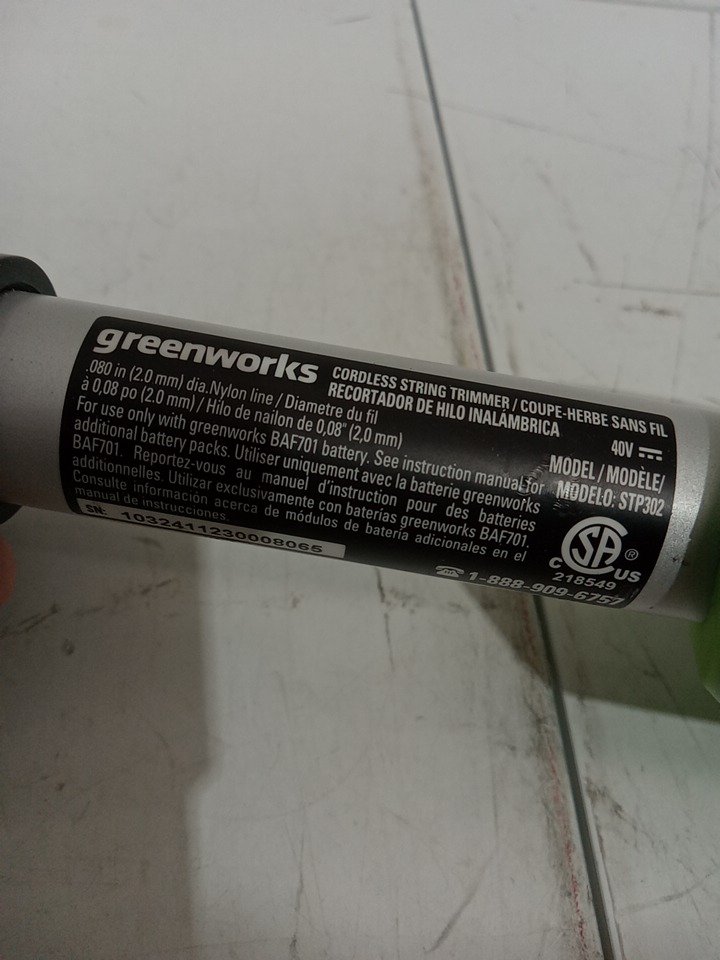 greenworks
CORDLESS STRING TRIMMER / COUPE-HERBE SANS FIL
RECORTADOR DE HILO INALÁMBRICA
.080 in (2.0 mm) dia.Nylon line / Diametre du fil
à 0,08 po (2.0 mm) / Hilo de nailon de 0,08" (2,0 mm)
For use only with greenworks BAF701 battery. See instruction manual for
additional battery packs. Utiliser uniquement avec la batterie greenworks
BAF701. Reportez-vous au manuel d'instruction pour des batteries
additionnelles. Utilizar exclusivamente con baterías greenworks BAF701.
Consulte información acerca de módulos de batería adicionales en el
manual de instrucciones.
SN: 1032411230008065
40V
MODEL / MODÈLE/
MODELO: STP302
C SA ® US
218549
1-888-909-6757